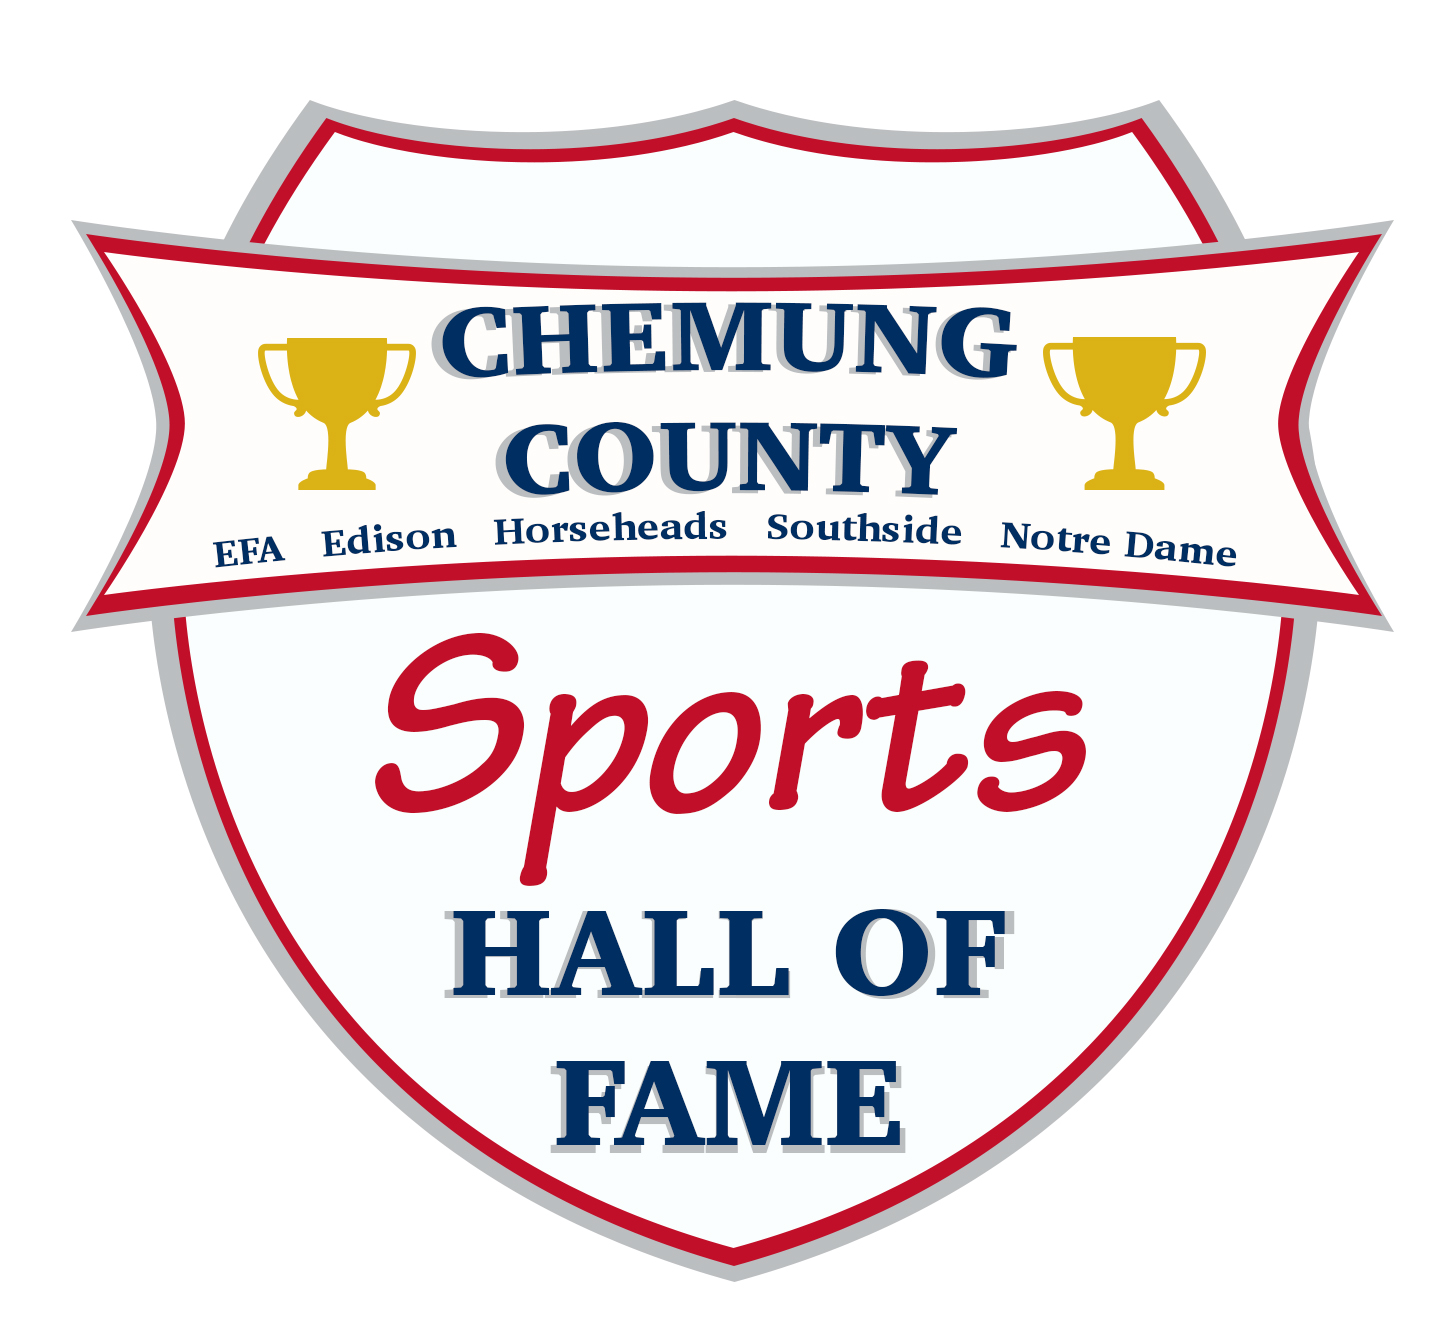 CHEMUNG
COUNTY
EFA Edison Horseheads Southside Notre Dame
Sports
HALL OF
FAME